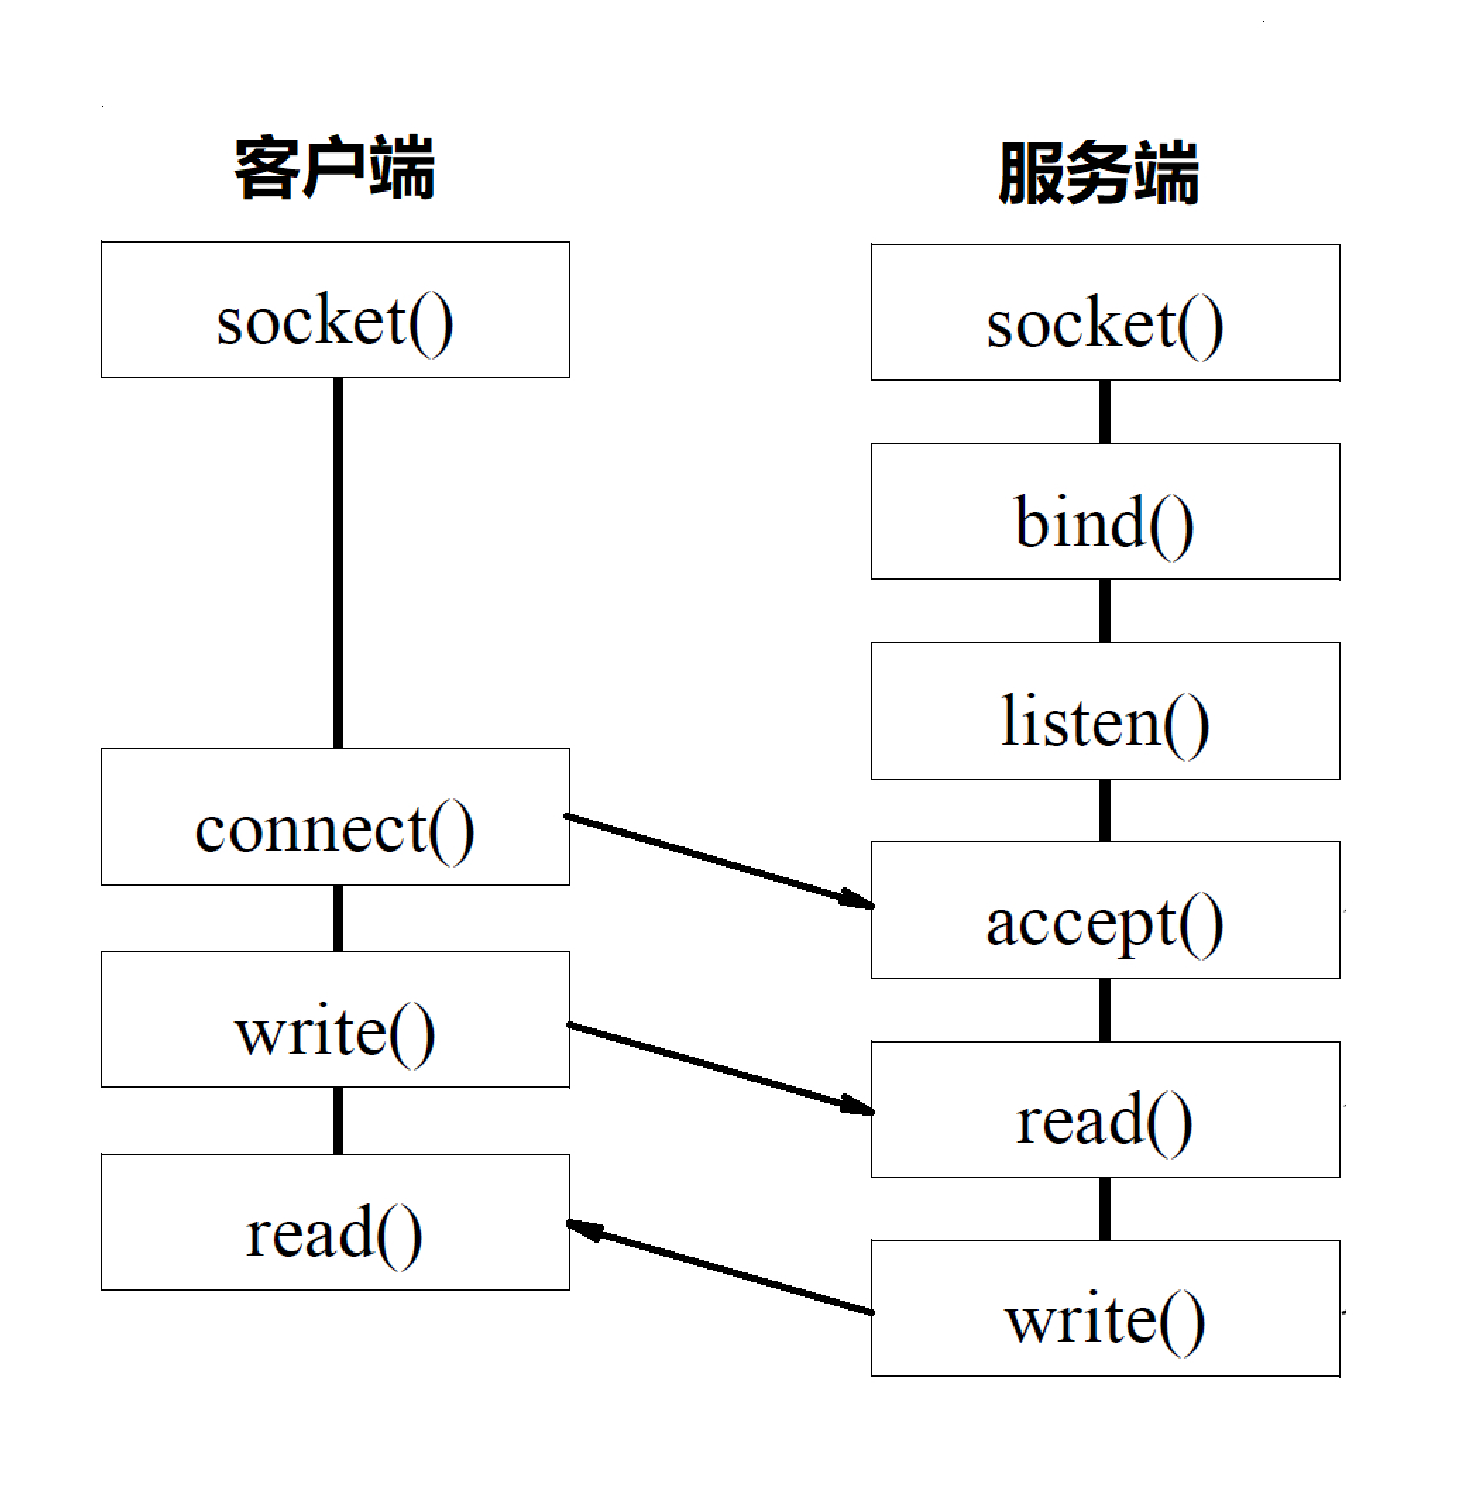 客户端
socket()
connect()
write()
read()
服务端
socket()
bind()
listen()
accept()
read()
write()